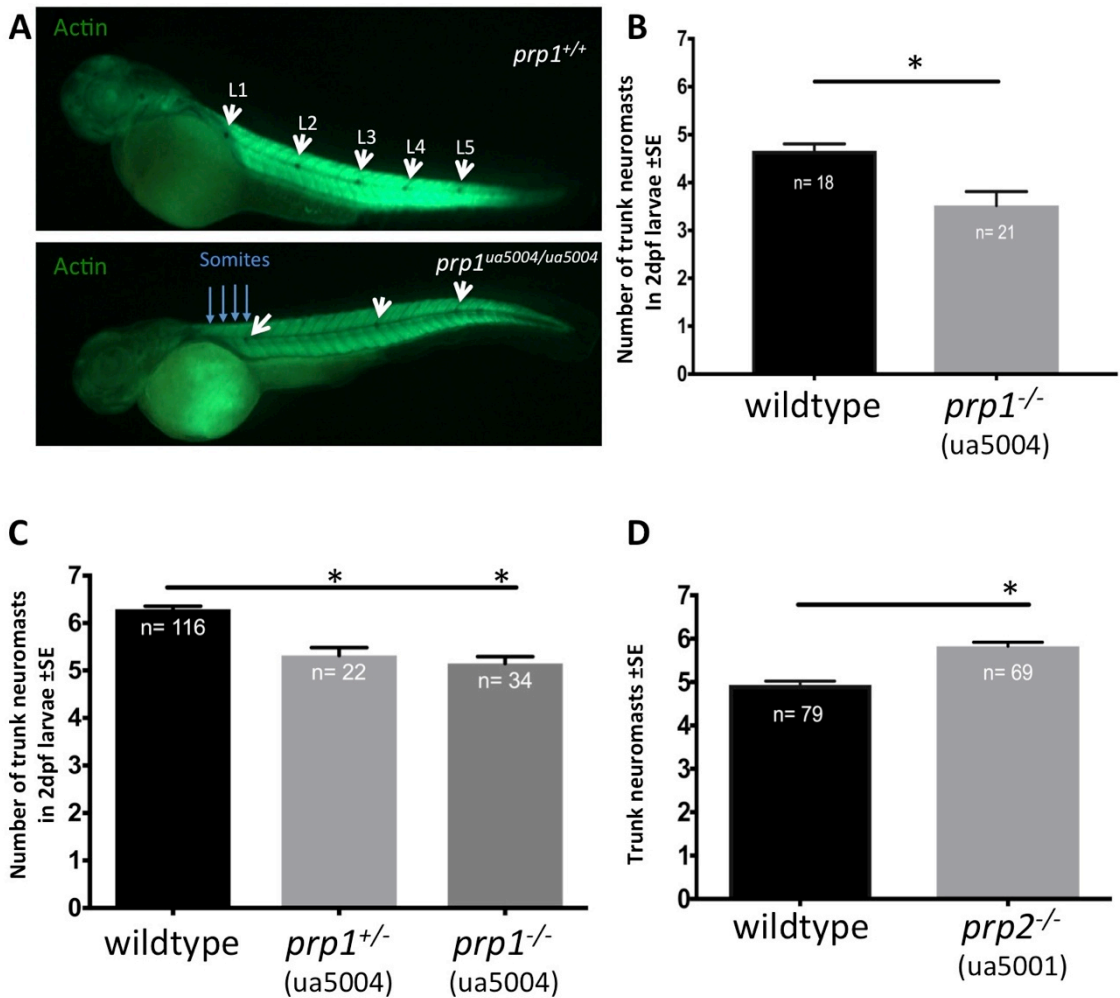 A
Actin
prp1+/+
L1
L2
L3
L4
L5
Actin
Somites
prp1ua5004/ua5004
B
Number of trunk neuromasts
In 2dpf larvae ±SE
7
6
5
4
3
2
1
0
*
n= 18
n= 21
wildtype
prp1-/-
(ua5004)
C
Number of trunk neuromasts
in 2dpf larvae ±SE
7
6
5
4
3
2
1
0
*
*
n= 116
n= 22
n= 34
wildtype
prp1+/-
(ua5004)
prp1-/-
(ua5004)
D
Trunk neuromasts ±SE
7
6
5
4
3
2
1
0
*
n= 79
n= 69
wildtype
prp2-/-
(ua5001)